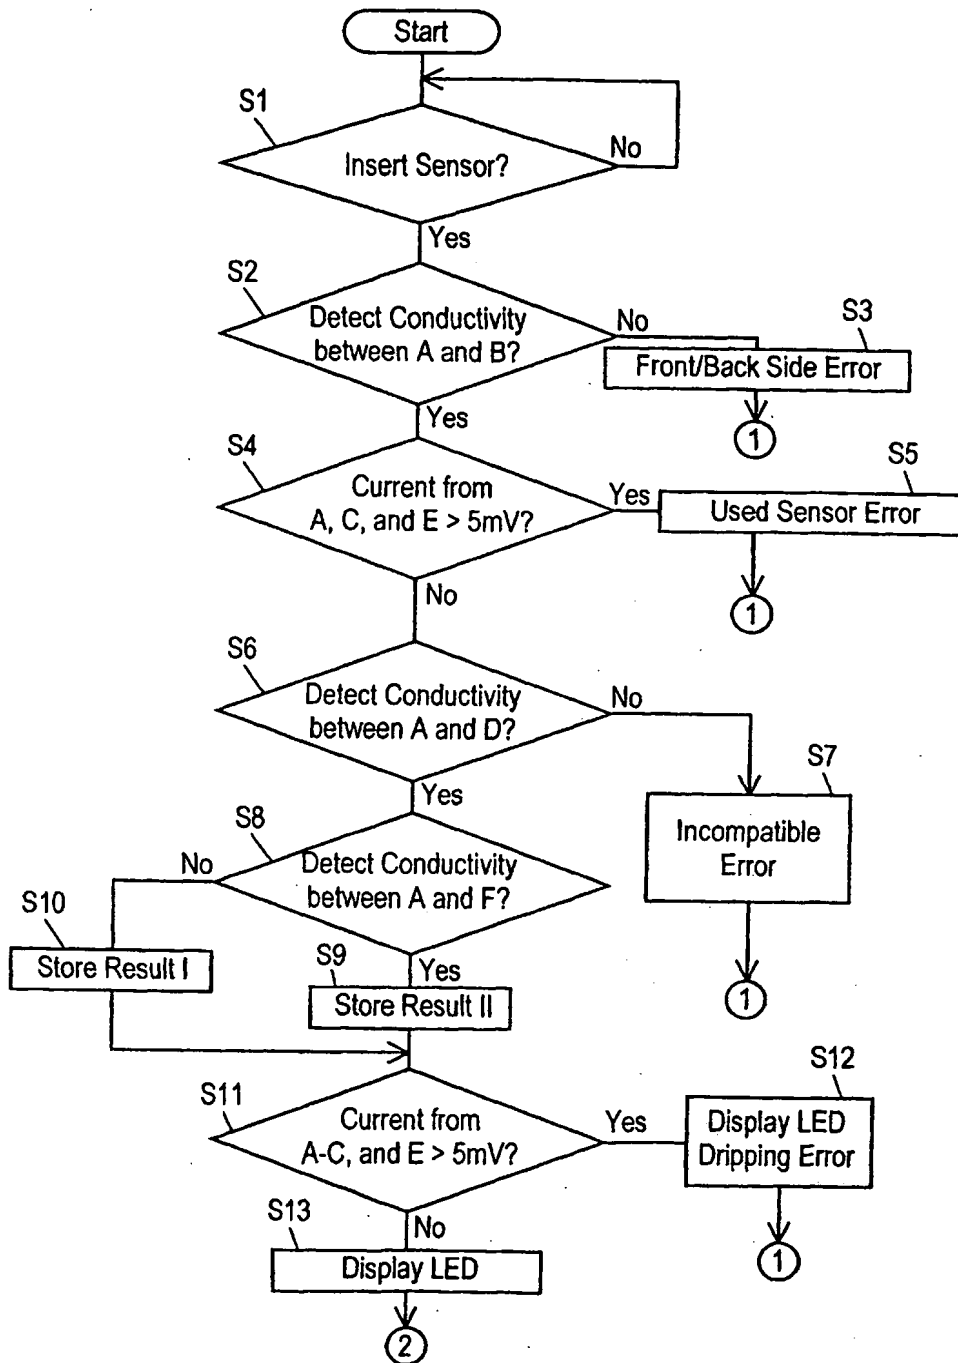 Start
S1
Insert Sensor?
No
Yes
S2
Detect Conductivity
between A and B?
No
S3
Front/Back Side Error
1
Yes
S4
Current from
A, C, and E > 5mV?
Yes
S5
Used Sensor Error
1
No
S6
Detect Conductivity
between A and D?
No
S7
Incompatible
Error
1
Yes
S8
Detect Conductivity
between A and F?
No
S10
Store Result I
Yes
S9
Store Result II
S11
Current from
A-C, and E > 5mV?
Yes
S12
Display LED
Dripping Error
1
No
S13
Display LED
2